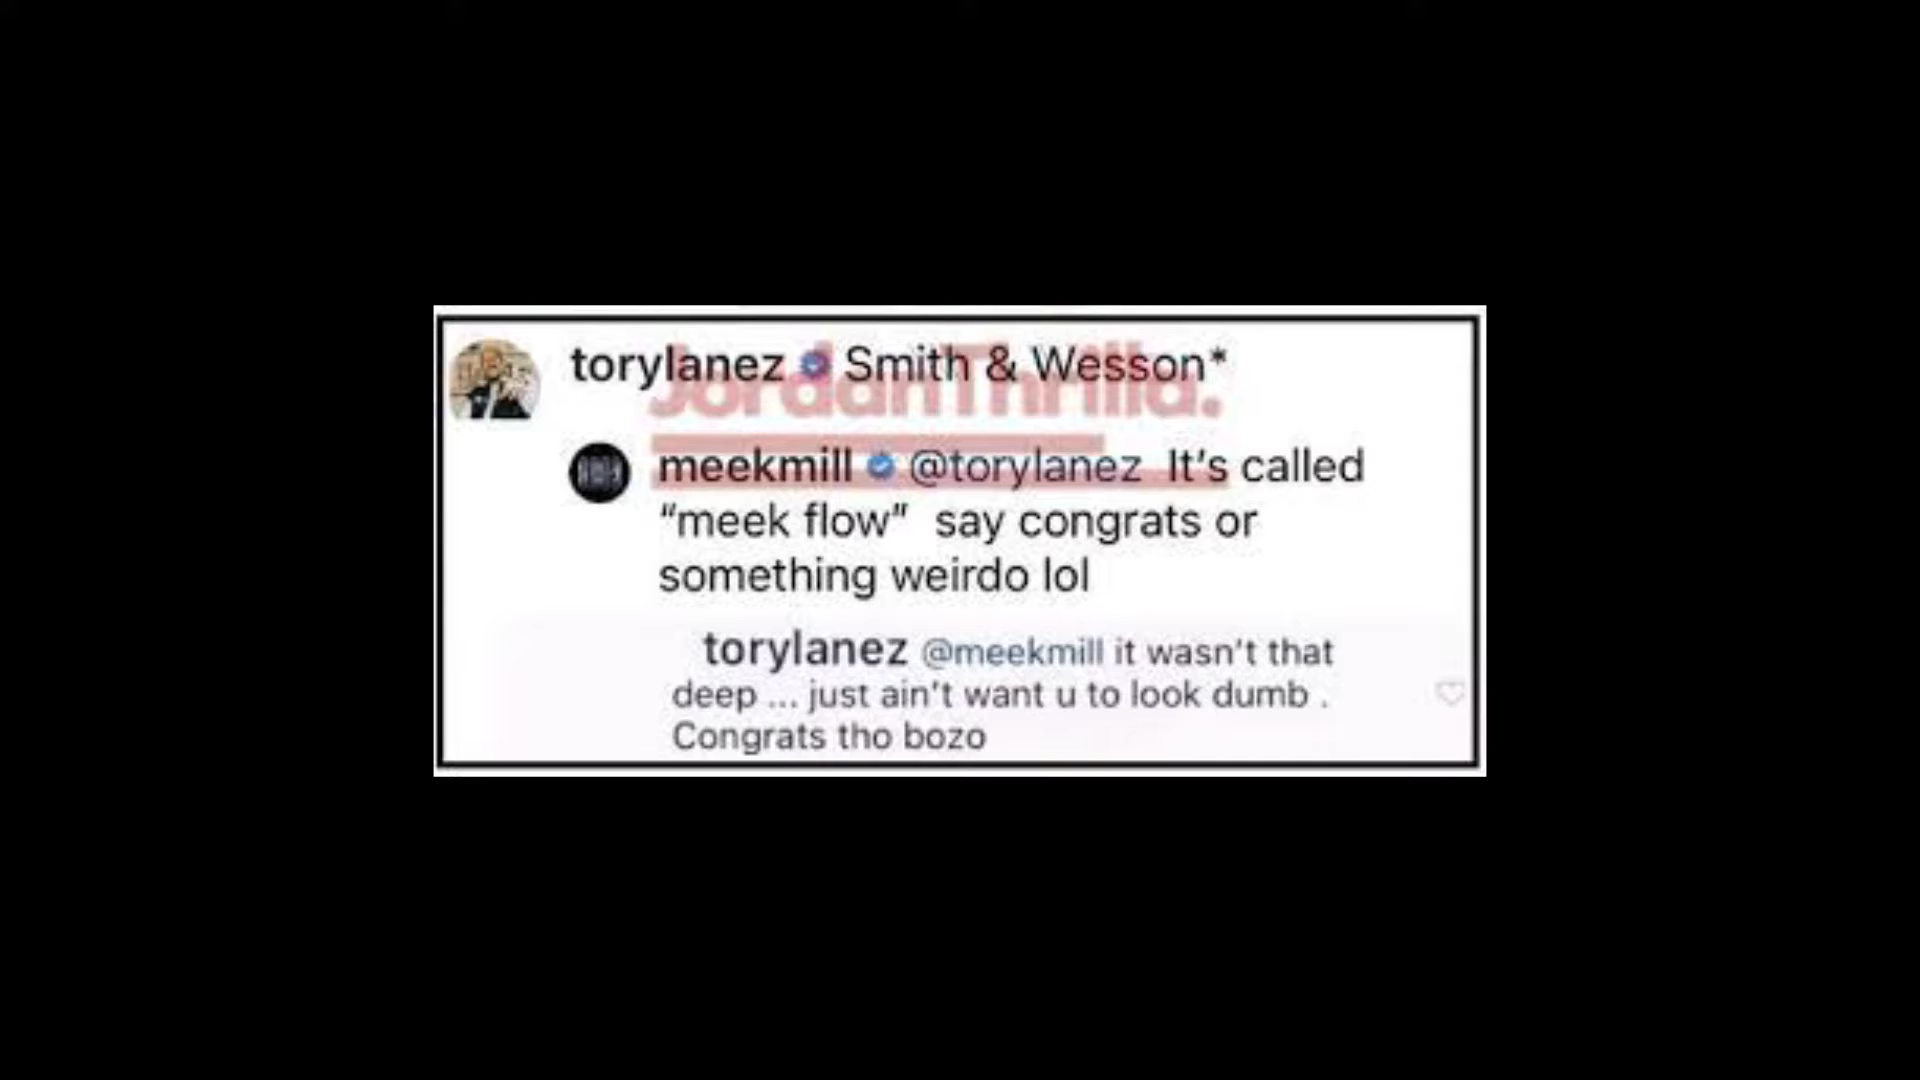 torylanez Smith & Wesson*
JordanThrilla.
meekmill @torylanez It's called
“meek flow” say congrats or
something weirdo lol
torylanez @meekmill it wasn't that
deep ... just ain't want u to look dumb .
Congrats tho bozo